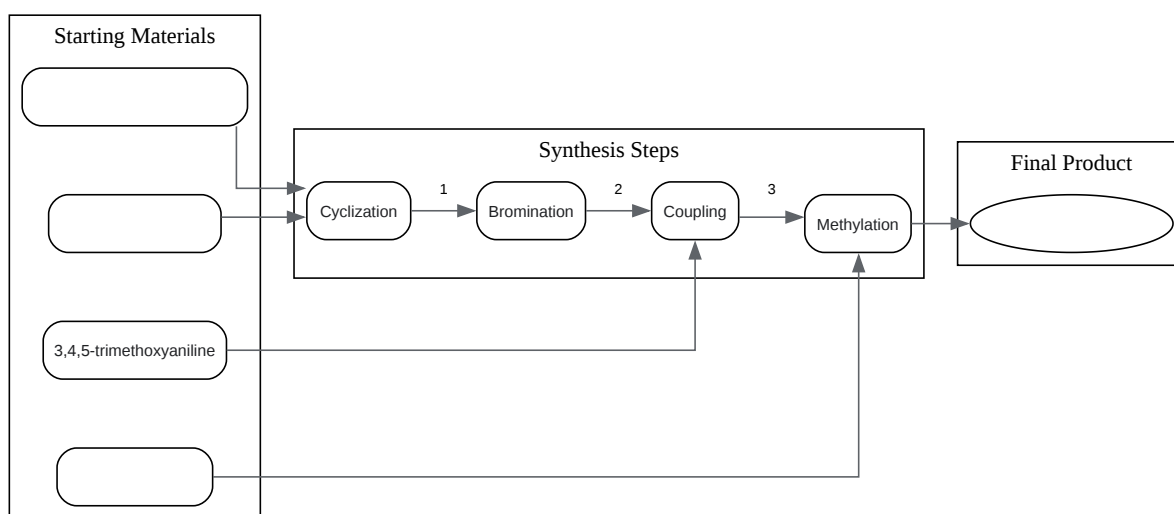 Starting Materials
3,4,5-trimethoxyaniline
Synthesis Steps
Cyclization
1
Bromination
2
Coupling
3
Methylation
Final Product